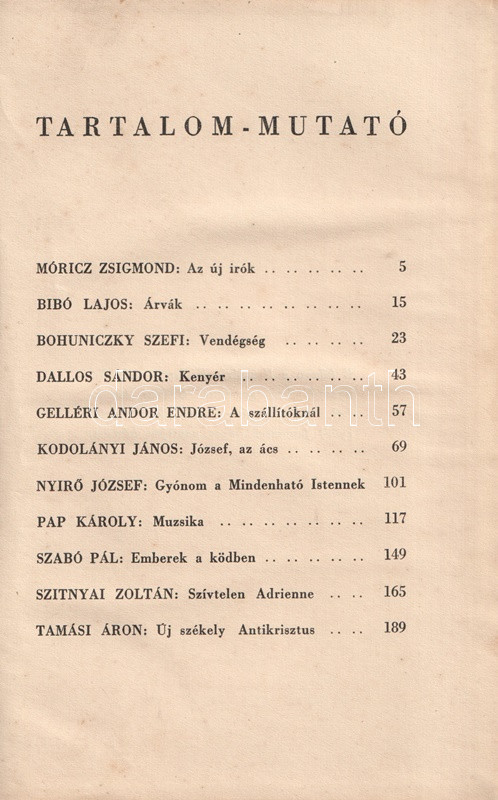 TARTALOM-MUTATÓ
MÓRICZ ZSIGMOND: Az új irók .. .. .. .. .. .. 5
BIBÓ LAJOS: Árvák .. .. .. .. .. .. .. .. .. 15
BOHUNICZKY SZEFI: Vendégség .. .. .. .. .. 23
DALLOS SÁNDOR: Kenyér .. .. .. .. .. .. .. 43
GELLÉRI ANDOR ENDRE: A szállítóknál .. .. 57
KODOLÁNYI JÁNOS: József, az ács .. .. .. .. .. 69
NYIRŐ JÓZSEF: Gyónom a Mindenható Istennek 101
PAP KÁROLY: Muzsika .. .. .. .. .. .. .. .. 117
SZABÓ PÁL: Emberek a ködben .. .. .. .. .. 149
SZITNYAI ZOLTÁN: Szívtelen Adrienne .. .. 165
TAMÁSI ÁRON: Új székely Antikrisztus .. .. 189
darabanth